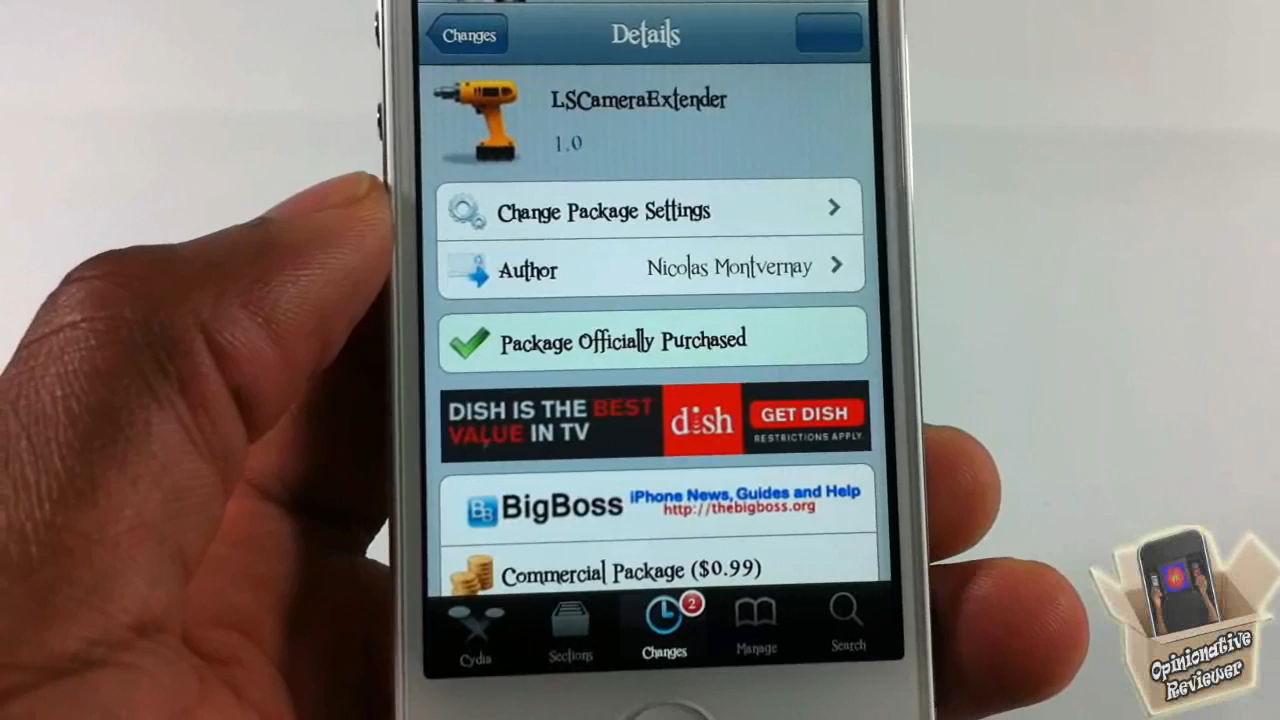 Changes
Details
LSCameraExtender
1.0
Change Package Settings
Author Nicolas Montvernay
Package Officially Purchased
DISH IS THE BEST
VALUE IN TV
dish
GET DISH
RESTRICTIONS APPLY.
BB BigBoss iPhone News, Guides and Help
http://thebigboss.org
Commercial Package ($0.99)
2
Cydia Sections Changes Manage Search
Opinionative
Reviewer